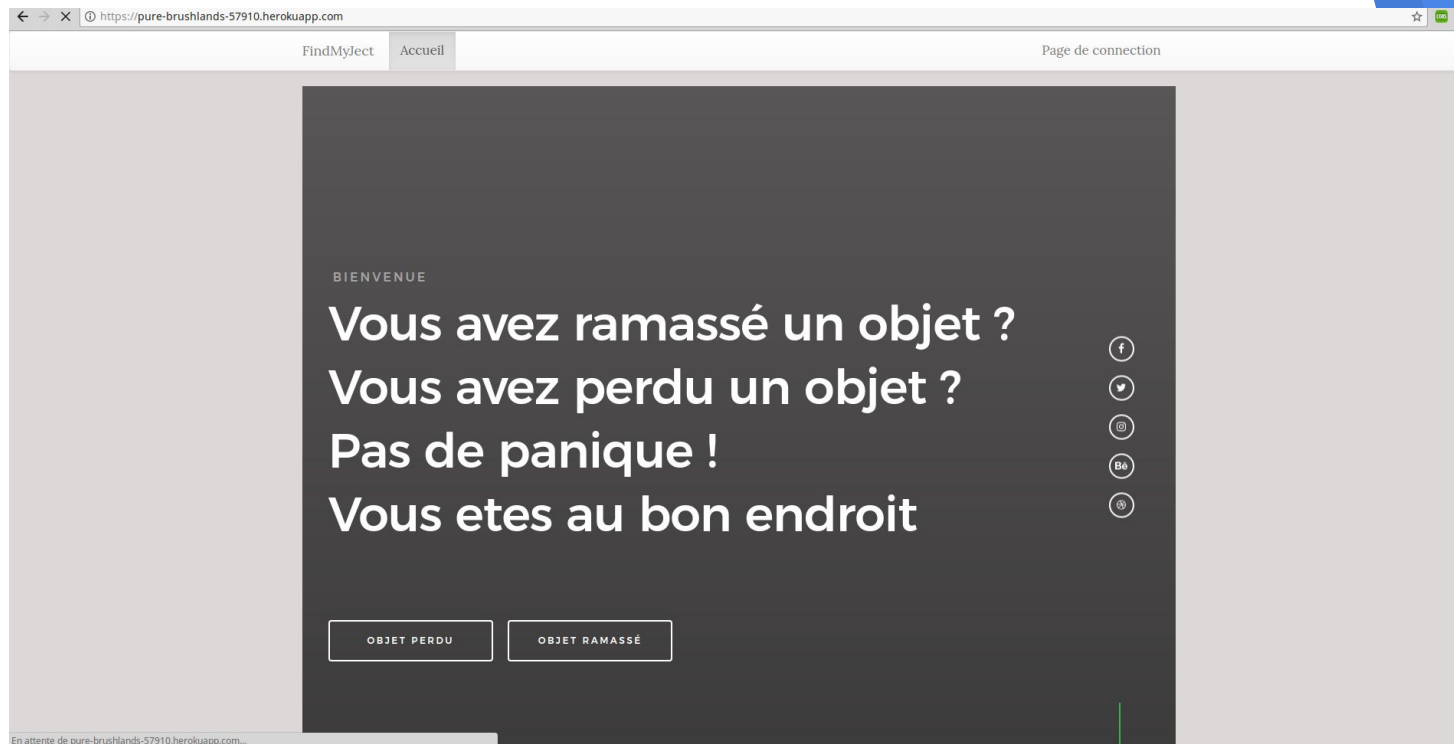 https://pure-brushlands-57910.herokuapp.com
FindMyJect Accueil Page de connection
BIENVENUE
Vous avez ramassé un objet ?
Vous avez perdu un objet ?
Pas de panique !
Vous etes au bon endroit
Bē
OBJET PERDU OBJET RAMASSÉ
En attente de pure-brushlands-57910.herokuapp.com...